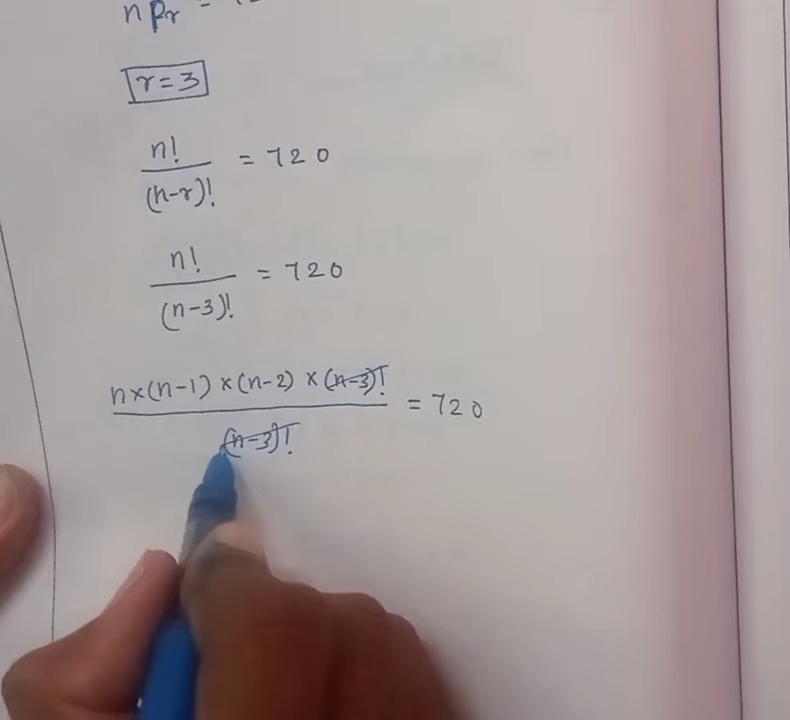 nPr =
r=3
n!/(n-r)! = 720
n!/(n-3)! = 720
n×(n-1)×(n-2)×(n-3)!/(n-3)! = 720